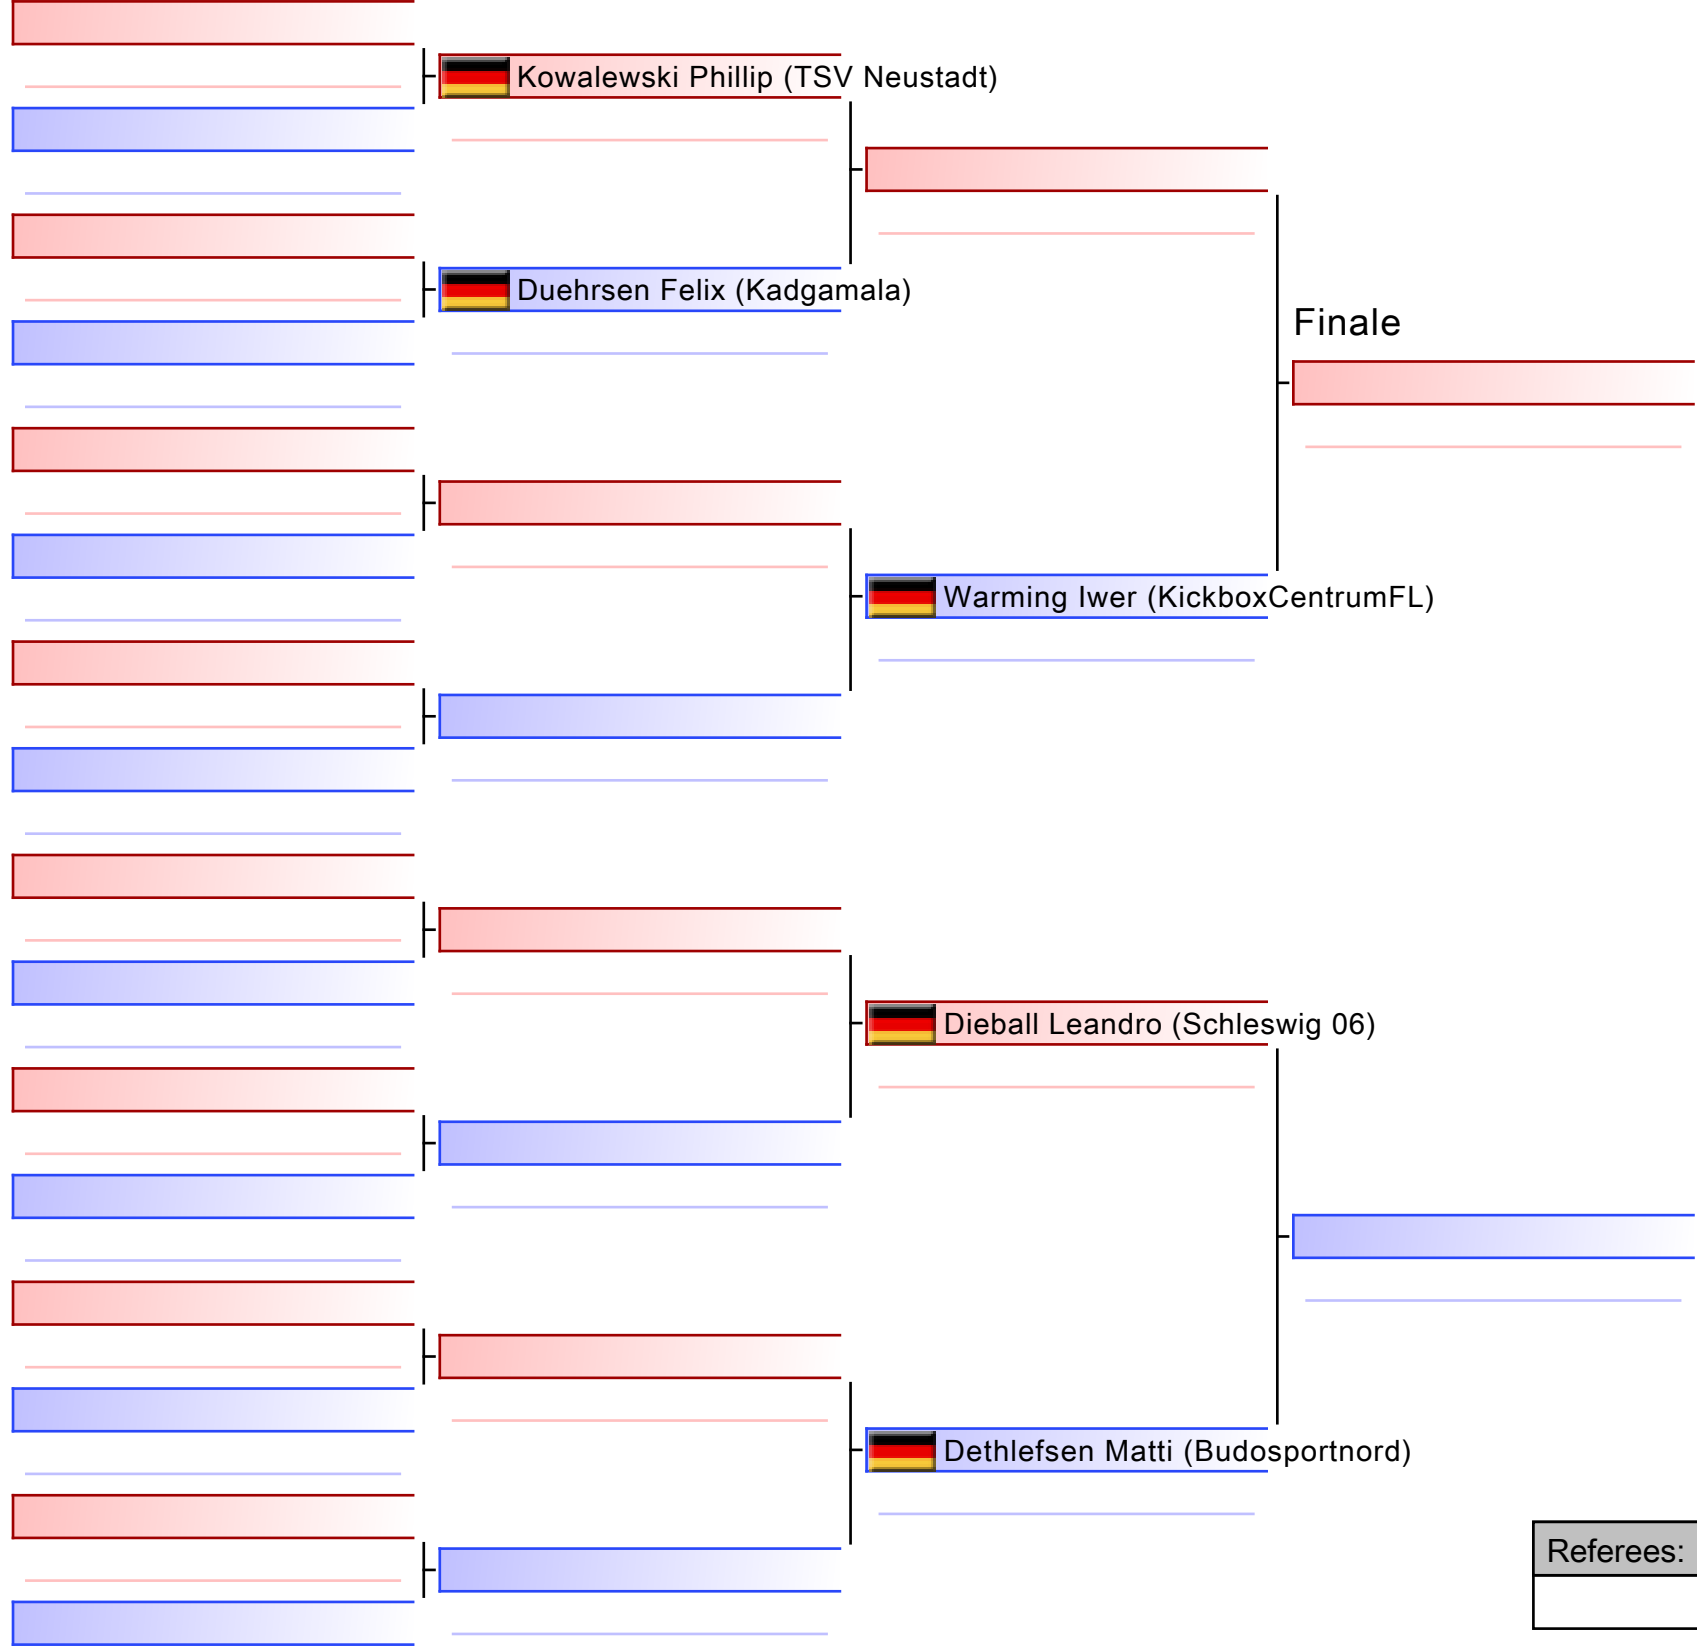 Kowalewski Phillip (TSV Neustadt)
Duehrsen Felix (Kadgamala)
Finale
Warming Iwer (KickboxCentrumFL)
Dieball Leandro (Schleswig 06)
Dethlefsen Matti (Budosportnord)
Referees: